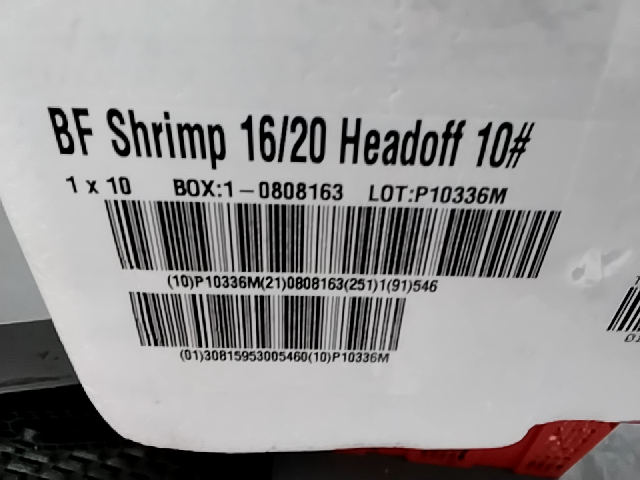 BF Shrimp 16/20 Headoff 10#
1 x 10 BOX:1-0808163 LOT:P10336M
(10)P10336M(21)0808163(251)1(91)546
(01)30815953005460(10)P10336M